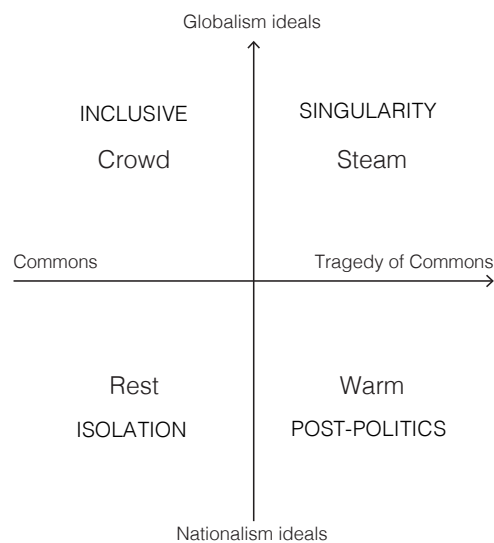 Globalism ideals
INCLUSIVE
SINGULARITY
Crowd
Steam
Commons
Tragedy of Commons
Rest
Warm
ISOLATION
POST-POLITICS
Nationalism ideals